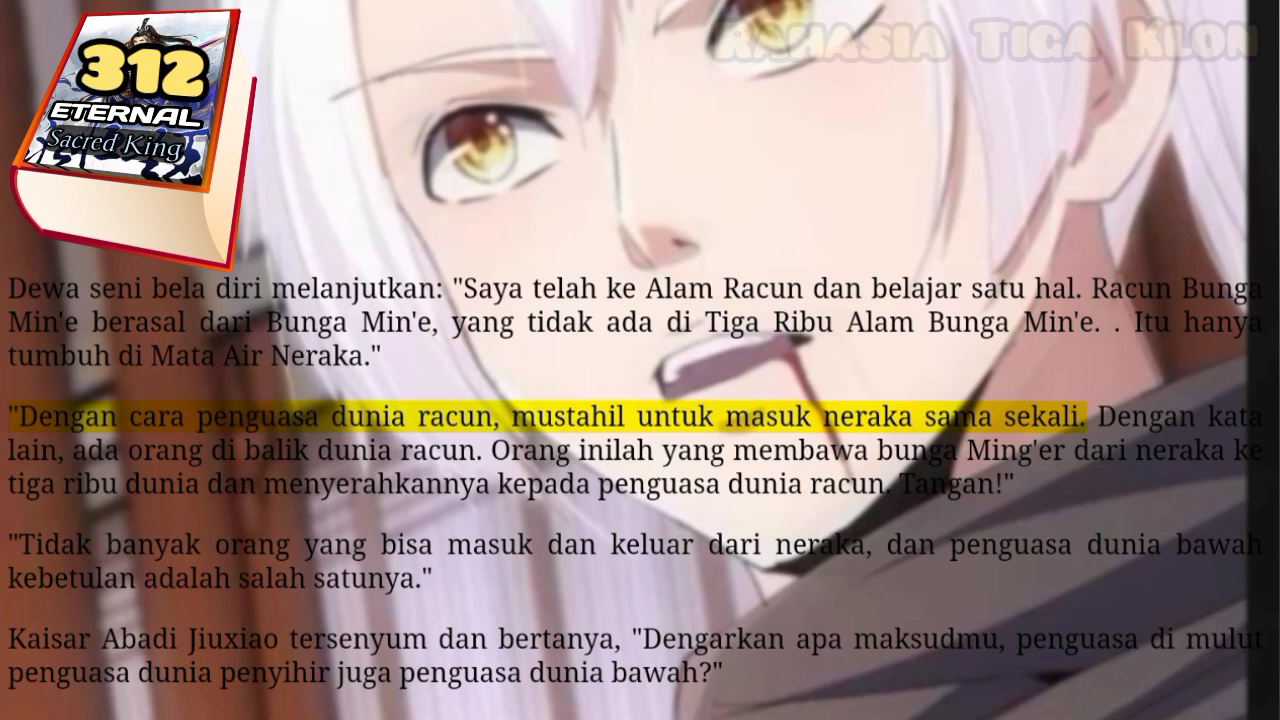 Rahasia Tiga Klon
312
ETERNAL
Sacred King
Dewa seni bela diri melanjutkan: "Saya telah ke Alam Racun dan belajar satu hal. Racun Bunga
Min'e berasal dari Bunga Min'e, yang tidak ada di Tiga Ribu Alam Bunga Min'e. . Itu hanya
tumbuh di Mata Air Neraka."
"Dengan cara penguasa dunia racun, mustahil untuk masuk neraka sama sekali. Dengan kata
lain, ada orang di balik dunia racun. Orang inilah yang membawa bunga Ming'er dari neraka ke
tiga ribu dunia dan menyerahkannya kepada penguasa dunia racun. Tangan!"
"Tidak banyak orang yang bisa masuk dan keluar dari neraka, dan penguasa dunia bawah
kebetulan adalah salah satunya."
Kaisar Abadi Jiuxiao tersenyum dan bertanya, "Dengarkan apa maksudmu, penguasa di mulut
penguasa dunia penyihir juga penguasa dunia bawah?"